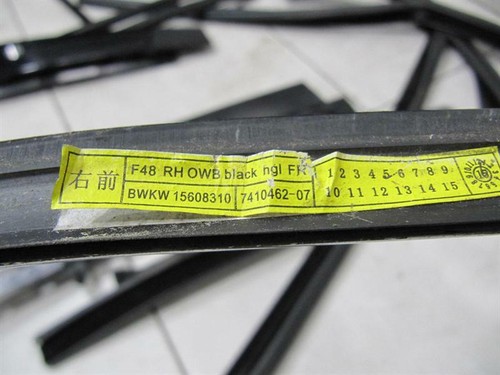 右前
F48 RH OWB black ngl FR
BWKW 15608310 7410462-07
1 2 3 4 5 6 7 8 9
10 11 12 13 14 15